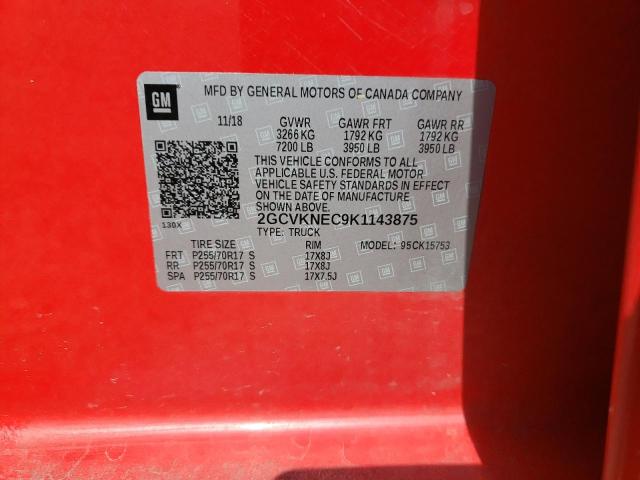 GM
MFD BY GENERAL MOTORS OF CANADA COMPANY
11/18 GVWR GAWR FRT GAWR RR
3266 KG 1792 KG 1792 KG
7200 LB 3950 LB 3950 LB
THIS VEHICLE CONFORMS TO ALL
APPLICABLE U.S. FEDERAL MOTOR
VEHICLE SAFETY STANDARDS IN EFFECT
ON THE DATE OF MANUFACTURE
SHOWN ABOVE.
130X 2GCVKNEC9K1143875
TYPE: TRUCK
TIRE SIZE RIM MODEL: 95CK15753
FRT P255/70R17 S 17X8J
RR P255/70R17 S 17X8J
SPA P255/70R17 S 17X7.5J